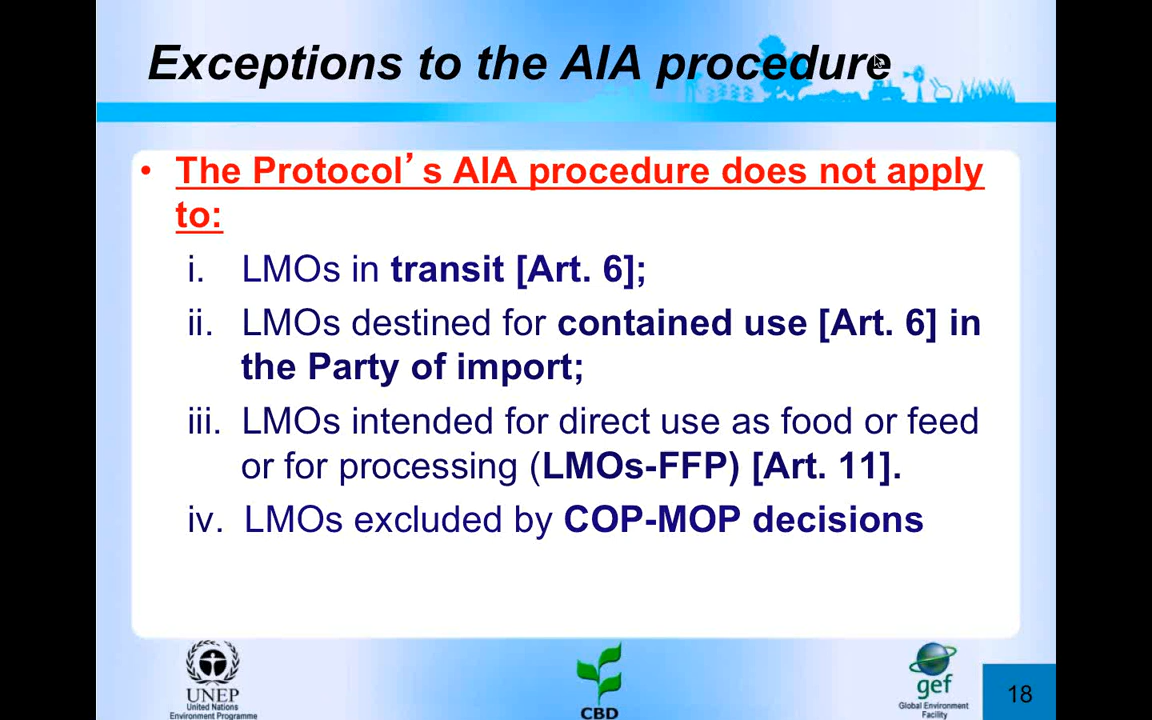 Exceptions to the AIA procedure
• The Protocol’s AIA procedure does not apply
to:
i. LMOs in transit [Art. 6];
ii. LMOs destined for contained use [Art. 6] in
the Party of import;
iii. LMOs intended for direct use as food or feed
or for processing (LMOs-FFP) [Art. 11].
iv. LMOs excluded by COP-MOP decisions
UNEP
United Nations
Environment Programme
CBD
gef
Global Environment
Facility
18